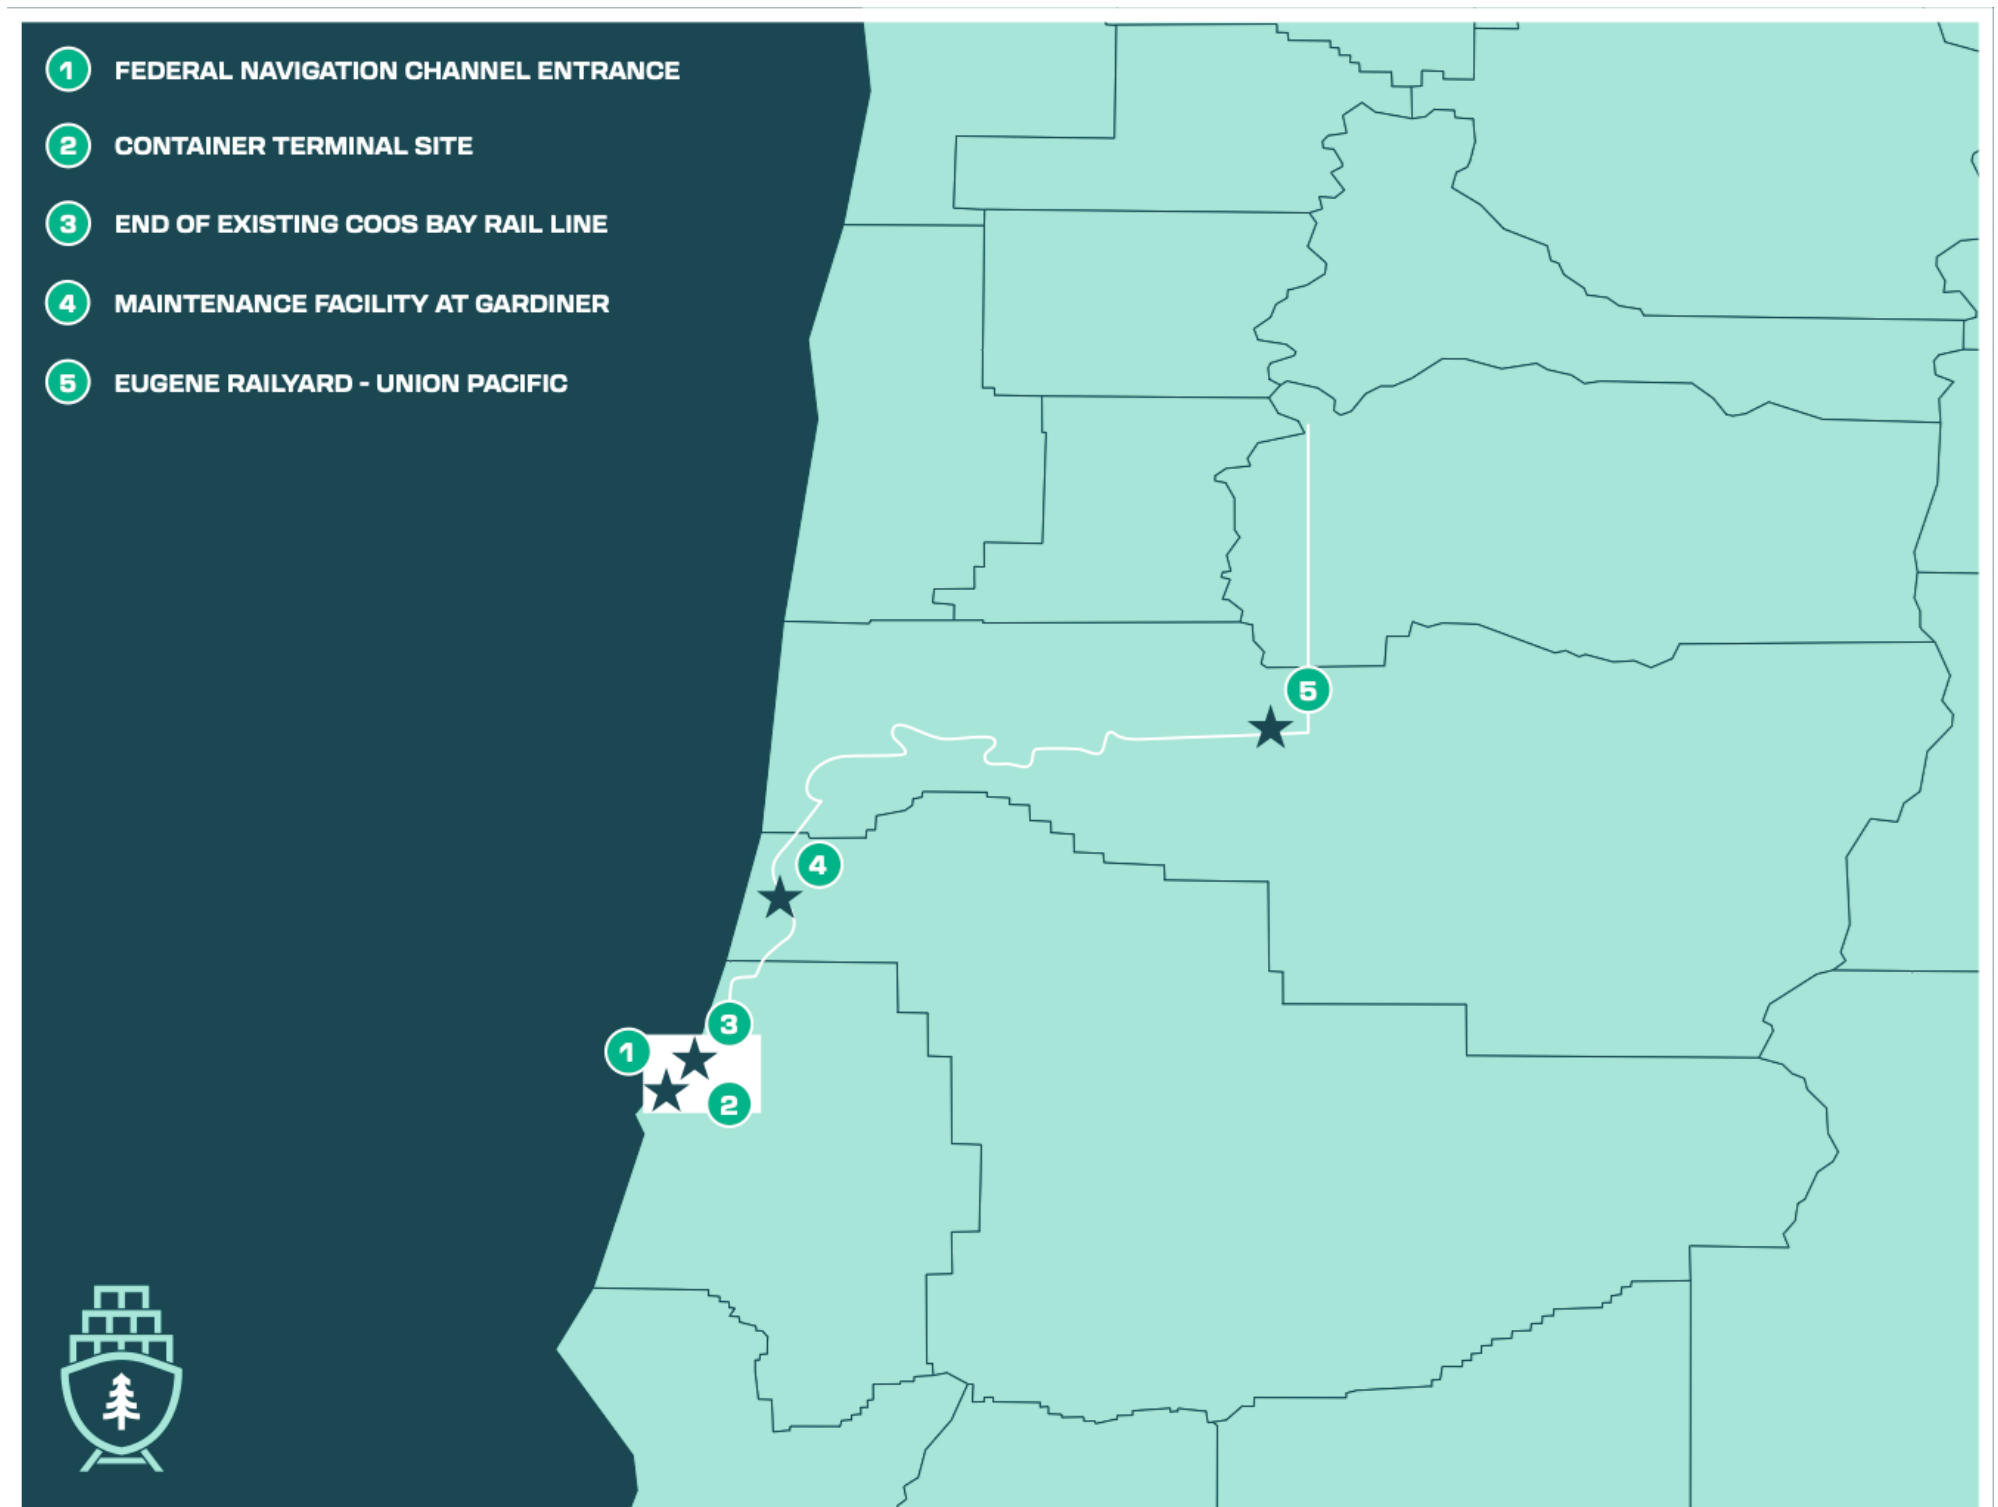 1 FEDERAL NAVIGATION CHANNEL ENTRANCE
2 CONTAINER TERMINAL SITE
3 END OF EXISTING COOS BAY RAIL LINE
4 MAINTENANCE FACILITY AT GARDINER
5 EUGENE RAILYARD - UNION PACIFIC
5
4
3
1
2